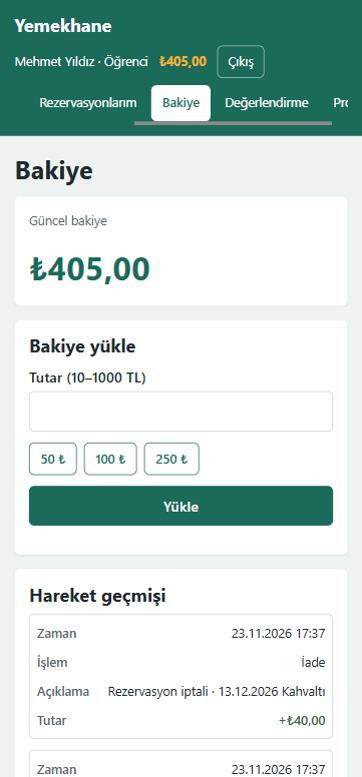 Yemekhane
Mehmet Yıldız · Öğrenci ₺405,00 Çıkış
Rezervasyonlarım Bakiye Değerlendirme
Bakiye
Güncel bakiye
₺405,00
Bakiye yükle
Tutar (10–1000 TL)
50 ₺ 100 ₺ 250 ₺
Yükle
Hareket geçmişi
Zaman 23.11.2026 17:37
İşlem İade
Açıklama Rezervasyon iptali · 13.12.2026 Kahvaltı
Tutar +₺40,00
Zaman 23.11.2026 17:37